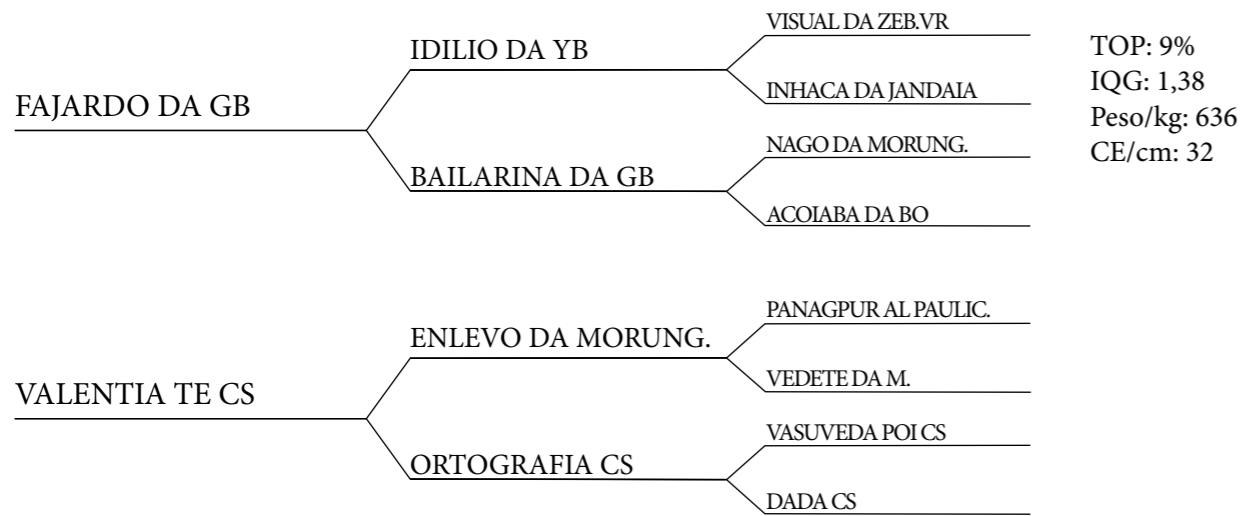 VISUAL DA ZEB.VR
IDILIO DA YB
INHACA DA JANDAIA
FAJARDO DA GB
NAGO DA MORUNG.
BAILARINA DA GB
ACOIABA DA BO
PANAGPUR AL PAULIC.
ENLEVO DA MORUNG.
VEDETE DA M.
VALENTIA TE CS
VASUVEDA POI CS
ORTOGRAFIA CS
DADA CS
TOP: 9%
IQG: 1,38
Peso/kg: 636
CE/cm: 32